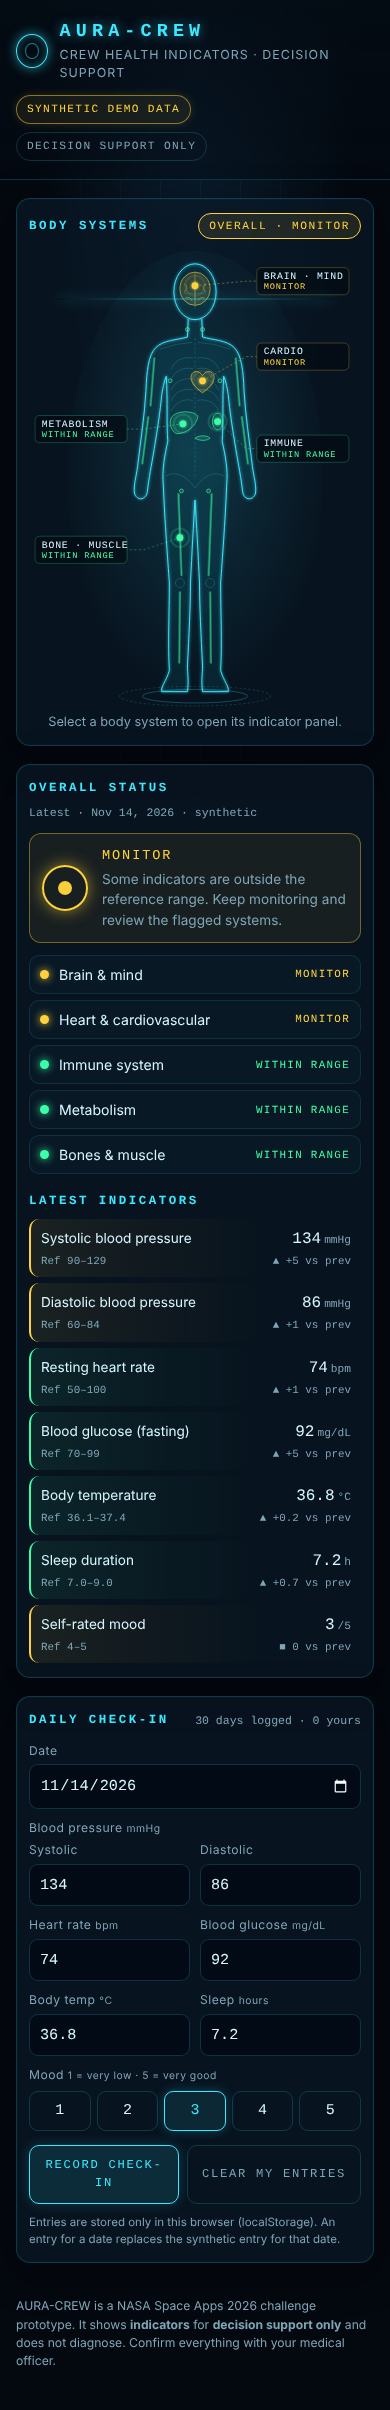 AURA-CREW
CREW HEALTH INDICATORS · DECISION
SUPPORT
SYNTHETIC DEMO DATA
DECISION SUPPORT ONLY
BODY SYSTEMS
OVERALL · MONITOR
BRAIN · MIND
MONITOR
CARDIO
MONITOR
METABOLISM
WITHIN RANGE
IMMUNE
WITHIN RANGE
BONE · MUSCLE
WITHIN RANGE
Select a body system to open its indicator panel.
OVERALL STATUS
Latest · Nov 14, 2026 · synthetic
MONITOR
Some indicators are outside the
reference range. Keep monitoring and
review the flagged systems.
Brain & mind MONITOR
Heart & cardiovascular MONITOR
Immune system WITHIN RANGE
Metabolism WITHIN RANGE
Bones & muscle WITHIN RANGE
LATEST INDICATORS
Systolic blood pressure 134 mmHg
Ref 90–129 ▲ +5 vs prev
Diastolic blood pressure 86 mmHg
Ref 60–84 ▲ +1 vs prev
Resting heart rate 74 bpm
Ref 50–100 ▲ +1 vs prev
Blood glucose (fasting) 92 mg/dL
Ref 70–99 ▲ +5 vs prev
Body temperature 36.8 °C
Ref 36.1–37.4 ▲ +0.2 vs prev
Sleep duration 7.2 h
Ref 7.0–9.0 ▲ +0.7 vs prev
Self-rated mood 3 /5
Ref 4–5 ■ 0 vs prev
DAILY CHECK-IN 30 days logged · 0 yours
Date
11/14/2026
Blood pressure mmHg
Systolic Diastolic
134 86
Heart rate bpm Blood glucose mg/dL
74 92
Body temp °C Sleep hours
36.8 7.2
Mood 1 = very low · 5 = very good
1 2 3 4 5
RECORD CHECK-
IN
CLEAR MY ENTRIES
Entries are stored only in this browser (localStorage). An
entry for a date replaces the synthetic entry for that date.
AURA-CREW is a NASA Space Apps 2026 challenge
prototype. It shows indicators for decision support only and
does not diagnose. Confirm everything with your medical
officer.